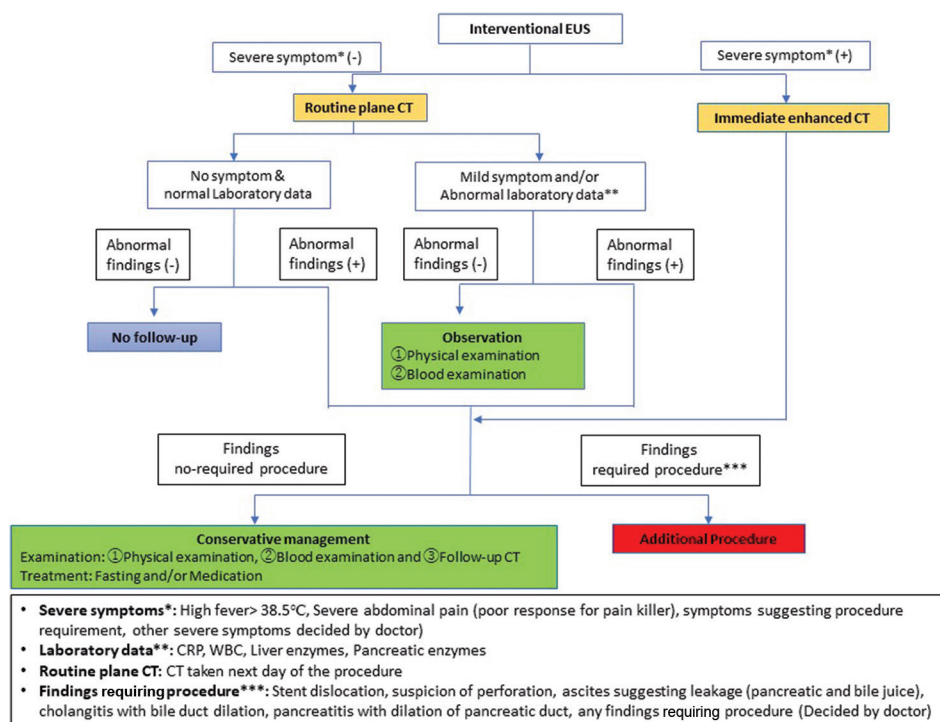 Interventional EUS
Severe symptom* (-)
Severe symptom* (+)
Routine plane CT
Immediate enhanced CT
No symptom &
normal Laboratory data
Mild symptom and/or
Abnormal laboratory data**
Abnormal
findings (-)
Abnormal
findings (+)
Abnormal
findings (-)
Abnormal
findings (+)
No follow-up
Observation
①Physical examination
②Blood examination
Findings
no-required procedure
Findings
required procedure***
Conservative management
Examination: ①Physical examination, ②Blood examination and ③Follow-up CT
Treatment: Fasting and/or Medication
Additional Procedure
• Severe symptoms*: High fever> 38.5℃, Severe abdominal pain (poor response for pain killer), symptoms suggesting procedure
requirement, other severe symptoms decided by doctor)
• Laboratory data**: CRP, WBC, Liver enzymes, Pancreatic enzymes
• Routine plane CT: CT taken next day of the procedure
• Findings requiring procedure***: Stent dislocation, suspicion of perforation, ascites suggesting leakage (pancreatic and bile juice),
cholangitis with bile duct dilation, pancreatitis with dilation of pancreatic duct, any findings requiring procedure (Decided by doctor)